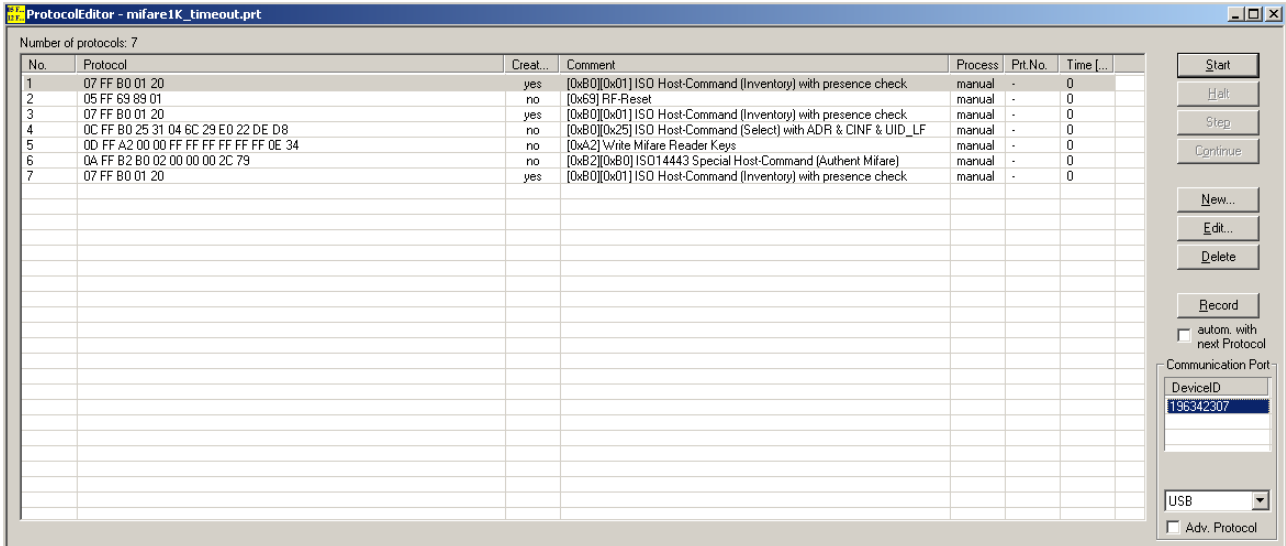 ProtocolEditor - mifare1K_timeout.prt
Number of protocols: 7
No. Protocol Creat... Comment Process Prt.No. Time [...
1 07 FF B0 01 20 yes [0xB0][0x01] ISO Host-Command (Inventory) with presence check manual - 0
2 05 FF 69 89 01 no [0x69] RF-Reset manual - 0
3 07 FF B0 01 20 yes [0xB0][0x01] ISO Host-Command (Inventory) with presence check manual - 0
4 0C FF B0 25 31 04 6C 29 E0 22 DE D8 no [0xB0][0x25] ISO Host-Command (Select) with ADR & CINF & UID_LF manual - 0
5 0D FF A2 00 00 FF FF FF FF FF FF 0E 34 no [0xA2] Write Mifare Reader Keys manual - 0
6 0A FF B2 B0 02 00 00 00 2C 79 no [0xB2][0xB0] ISO14443 Special Host-Command (Authent Mifare) manual - 0
7 07 FF B0 01 20 yes [0xB0][0x01] ISO Host-Command (Inventory) with presence check manual - 0
Start
Halt
Step
Continue
New...
Edit...
Delete
Record
autom. with
next Protocol
Communication Port
DeviceID
196342307
USB
Adv. Protocol